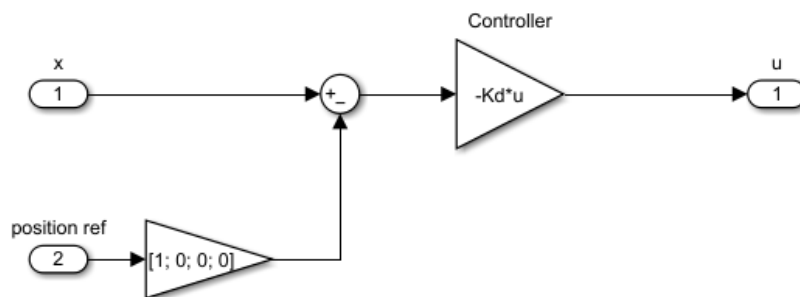 Controller
x
u
1
+
_
-Kd*u
1
position ref
2
[1; 0; 0; 0]